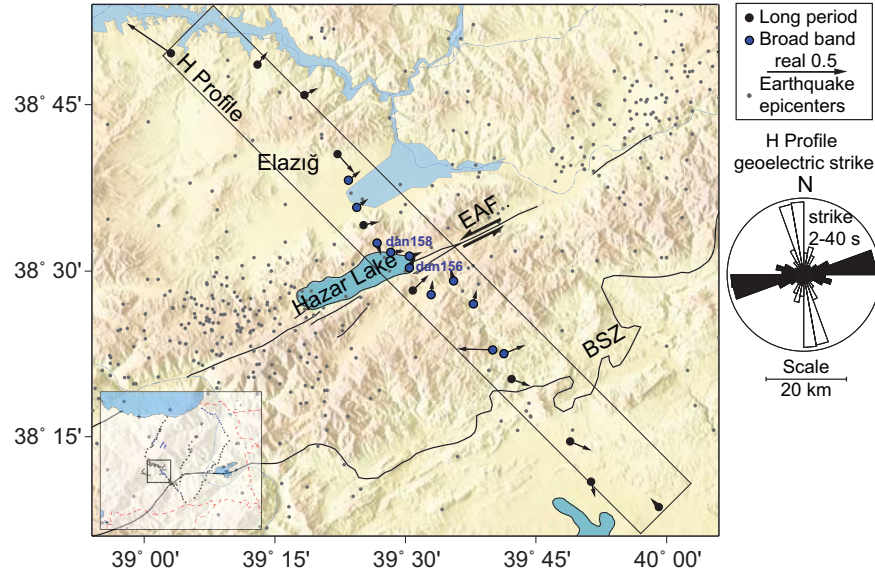 Long period
Broad band
real 0.5
Earthquake
epicenters
H Profile
geoelectric strike
N
strike
2-40 s
Scale
20 km
38° 45'
38° 30'
38° 15'
39° 00'
39° 15'
39° 30'
39° 45'
40° 00'
H Profile
Elazığ
EAF
dan158
dan156
Hazar Lake
BSZ